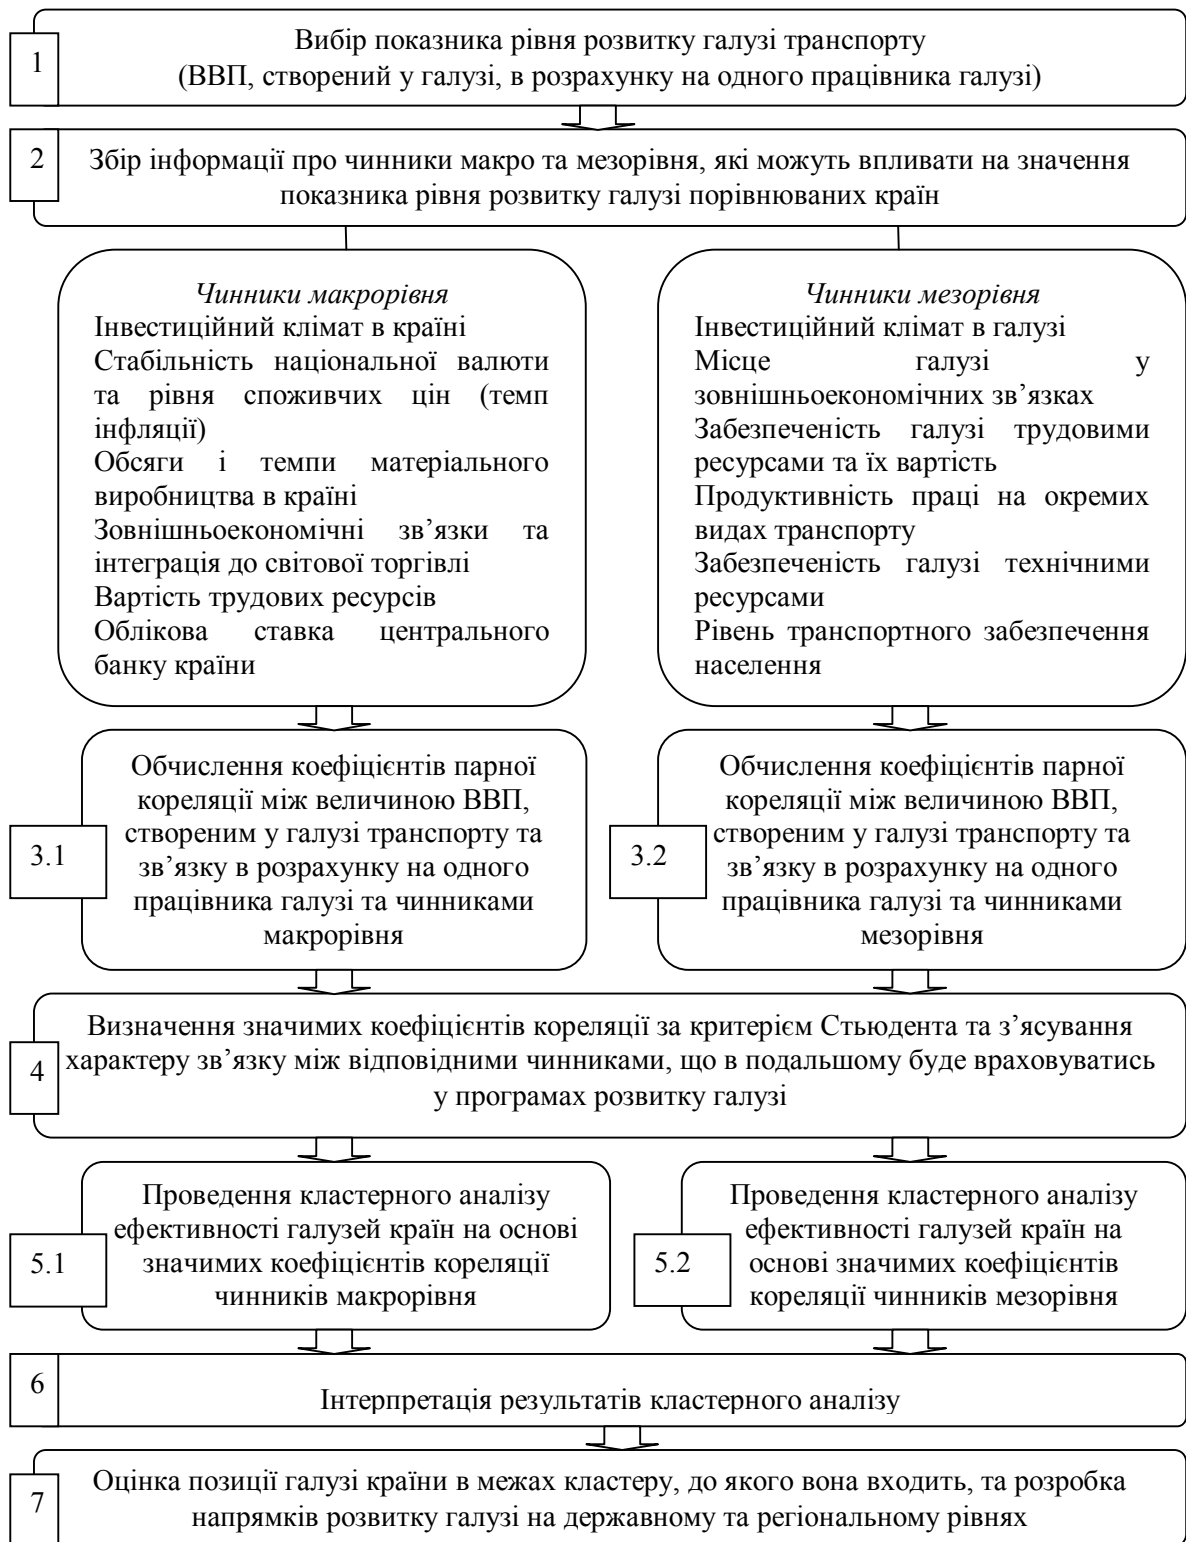 1
Вибір показника рівня розвитку галузі транспорту
(ВВП, створений у галузі, в розрахунку на одного працівника галузі)
2
Збір інформації про чинники макро та мезорівня, які можуть впливати на значення
показника рівня розвитку галузі порівнюваних країн
Чинники макрорівня
Інвестиційний клімат в країні
Стабільність національної валюти
та рівня споживчих цін (темп
інфляції)
Обсяги і темпи матеріального
виробництва в країні
Зовнішньоекономічні зв’язки та
інтеграція до світової торгівлі
Вартість трудових ресурсів
Облікова ставка центрального
банку країни
Чинники мезорівня
Інвестиційний клімат в галузі
Місце галузі у
зовнішньоекономічних зв’язках
Забезпеченість галузі трудовими
ресурсами та їх вартість
Продуктивність праці на окремих
видах транспорту
Забезпеченість галузі технічними
ресурсами
Рівень транспортного забезпечення
населення
3.1
Обчислення коефіцієнтів парної
кореляції між величиною ВВП,
створеним у галузі транспорту та
зв’язку в розрахунку на одного
працівника галузі та чинниками
макрорівня
3.2
Обчислення коефіцієнтів парної
кореляції між величиною ВВП,
створеним у галузі транспорту та
зв’язку в розрахунку на одного
працівника галузі та чинниками
мезорівня
4
Визначення значимих коефіцієнтів кореляції за критерієм Стьюдента та з’ясування
характеру зв’язку між відповідними чинниками, що в подальшому буде враховуватись
у програмах розвитку галузі
5.1
Проведення кластерного аналізу
ефективності галузей країн на основі
значимих коефіцієнтів кореляції
чинників макрорівня
5.2
Проведення кластерного аналізу
ефективності галузей країн на
основі значимих коефіцієнтів
кореляції чинників мезорівня
6
Інтерпретація результатів кластерного аналізу
7
Оцінка позиції галузі країни в межах кластеру, до якого вона входить, та розробка
напрямків розвитку галузі на державному та регіональному рівнях